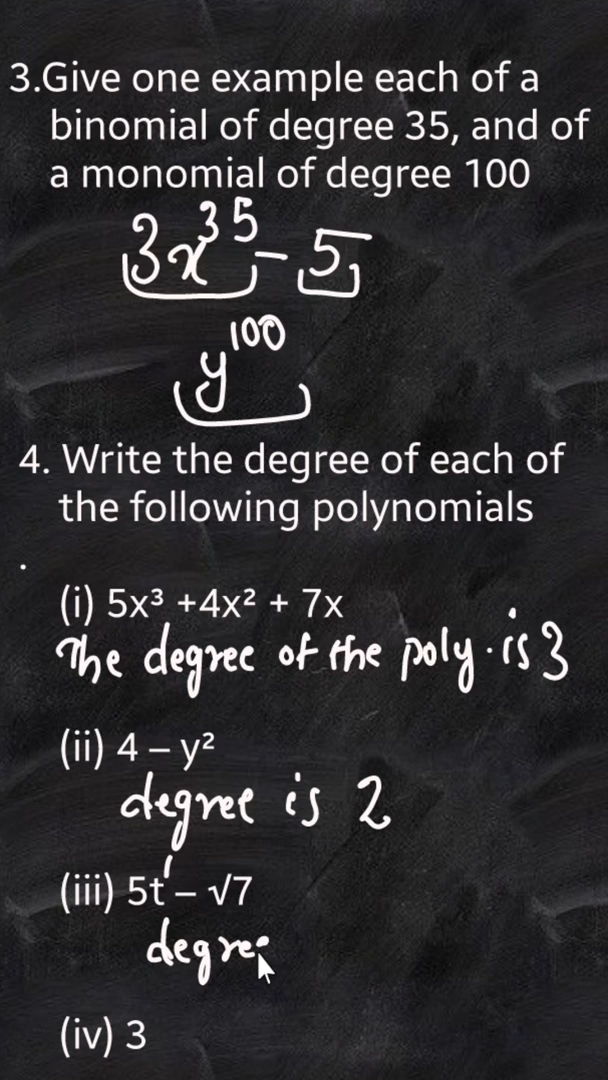 3.Give one example each of a
binomial of degree 35, and of
a monomial of degree 100
3x³⁵ - 5
y¹⁰⁰
4. Write the degree of each of
the following polynomials
.
(i) 5x³ +4x² + 7x
The degree of the poly. is 3
(ii) 4 – y²
degree is 2
(iii) 5t¹ – √7
degree
(iv) 3